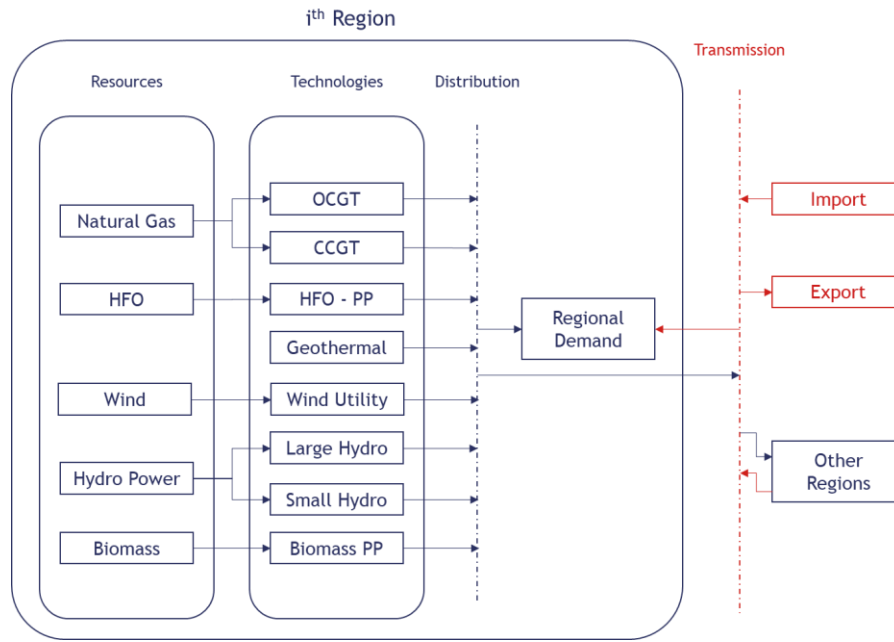 ith Region
Transmission
Resources
Technologies
Distribution
OCGT
Natural Gas
Import
CCGT
HFO
HFO - PP
Export
Regional
Demand
Geothermal
Wind
Wind Utility
Large Hydro
Hydro Power
Other
Regions
Small Hydro
Biomass
Biomass PP